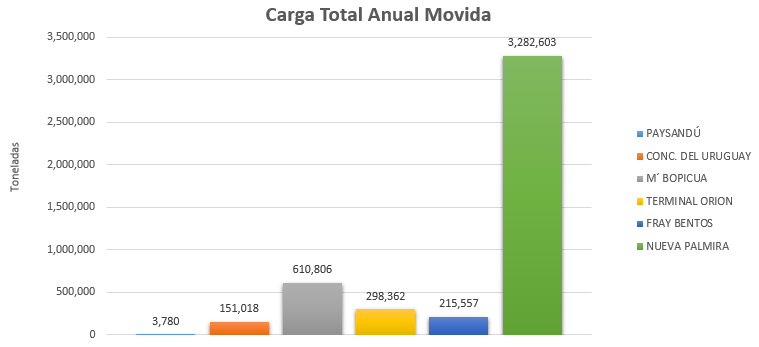 Carga Total Anual Movida
Toneladas
3,500,000
3,000,000
2,500,000
2,000,000
1,500,000
1,000,000
500,000
0
3,780
151,018
610,806
298,362
215,557
3,282,603
PAYSANDÚ
CONC. DEL URUGUAY
M´ BOPICUA
TERMINAL ORION
FRAY BENTOS
NUEVA PALMIRA